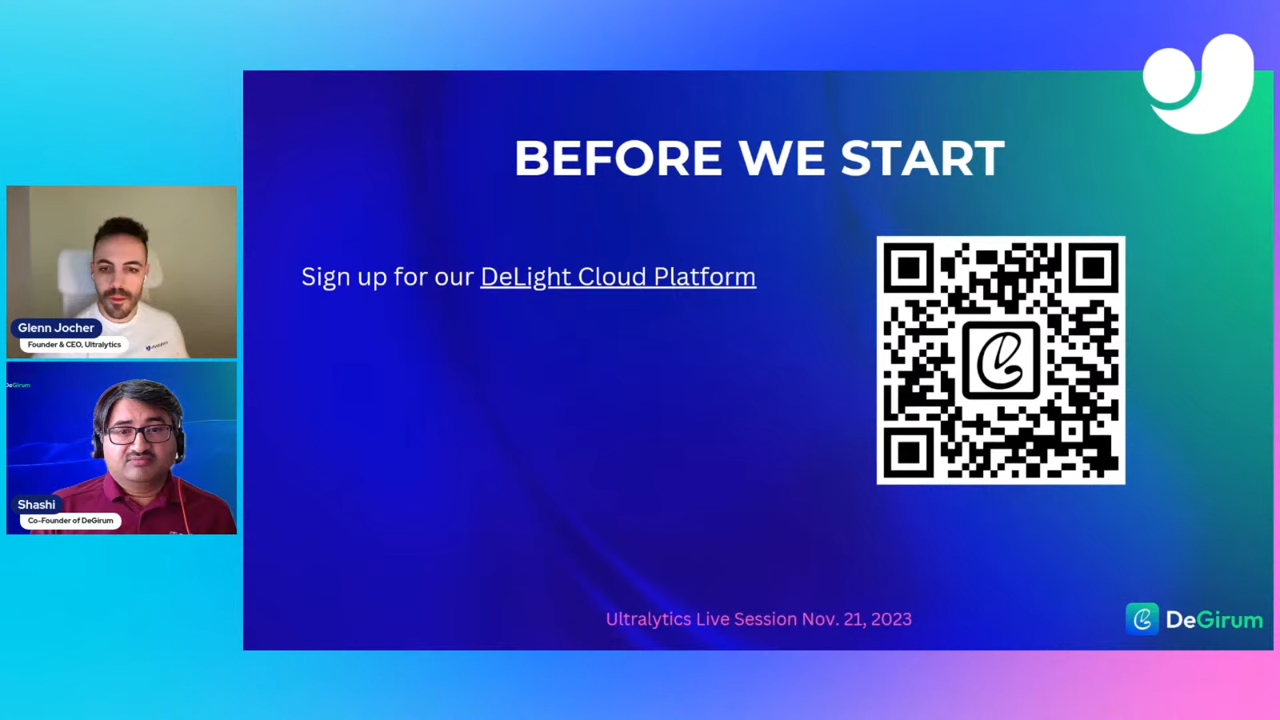 BEFORE WE START
Sign up for our DeLight Cloud Platform
Glenn Jocher
Founder & CEO, Ultralytics
DeGirum
Shashi
Co-Founder of DeGirum
Ultralytics Live Session Nov. 21, 2023
DeGirum